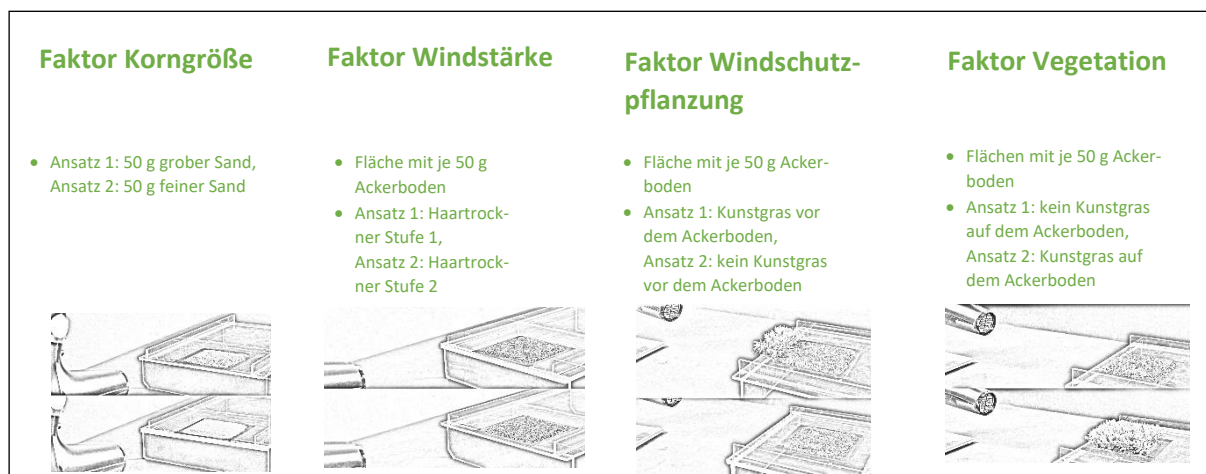 Faktor Korngröße
• Ansatz 1: 50 g grober Sand,
Ansatz 2: 50 g feiner Sand
Faktor Windstärke
• Fläche mit je 50 g
Ackerboden
• Ansatz 1: Haartrock-
ner Stufe 1,
Ansatz 2: Haartrock-
ner Stufe 2
Faktor Windschutz-
pflanzung
• Fläche mit je 50 g Acker-
boden
• Ansatz 1: Kunstgras vor
dem Ackerboden,
Ansatz 2: kein Kunstgras
vor dem Ackerboden
Faktor Vegetation
• Flächen mit je 50 g Acker-
boden
• Ansatz 1: kein Kunstgras
auf dem Ackerboden,
Ansatz 2: Kunstgras auf
dem Ackerboden